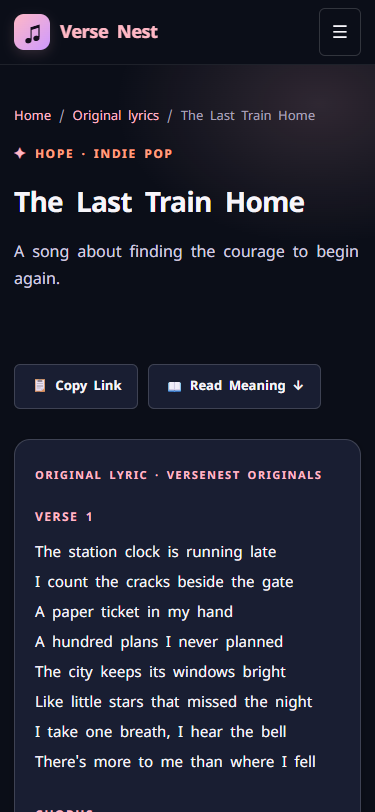 Verse Nest
Home / Original lyrics / The Last Train Home
HOPE · INDIE POP
The Last Train Home
A song about finding the courage to begin
again.
Copy Link
Read Meaning ↓
ORIGINAL LYRIC · VERSENEST ORIGINALS
VERSE 1
The station clock is running late
I count the cracks beside the gate
A paper ticket in my hand
A hundred plans I never planned
The city keeps its windows bright
Like little stars that missed the night
I take one breath, I hear the bell
There's more to me than where I fell